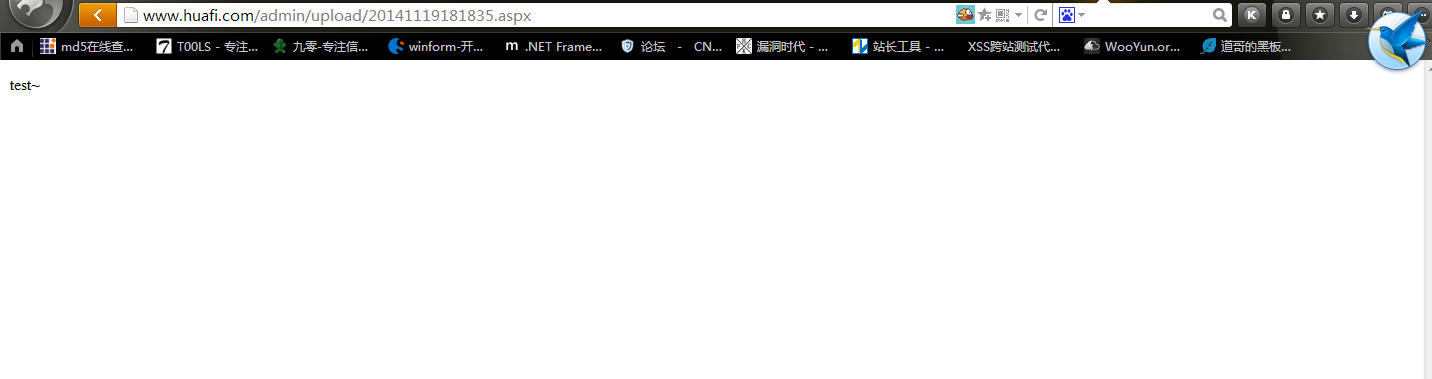 www.huafi.com/admin/upload/20141119181835.aspx
md5在线查... T00LS - 专注... 九零-专注信... winform-开... m .NET Frame... 论坛 - CN... 漏洞时代 - ... 站长工具 - ... XSS跨站测试代... WooYun.or... 道哥的黑板...
test~